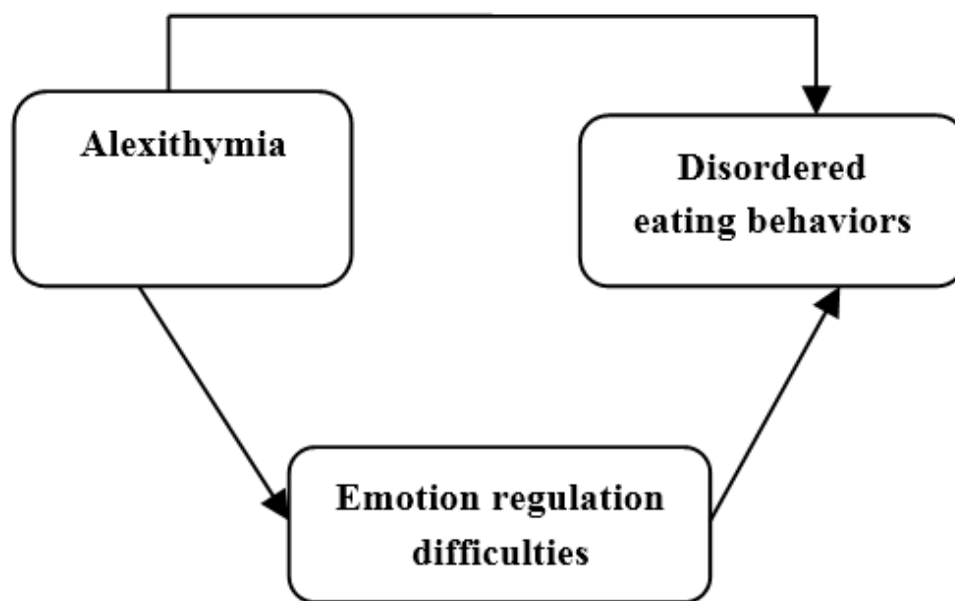 Alexithymia
Disordered
eating behaviors
Emotion regulation
difficulties